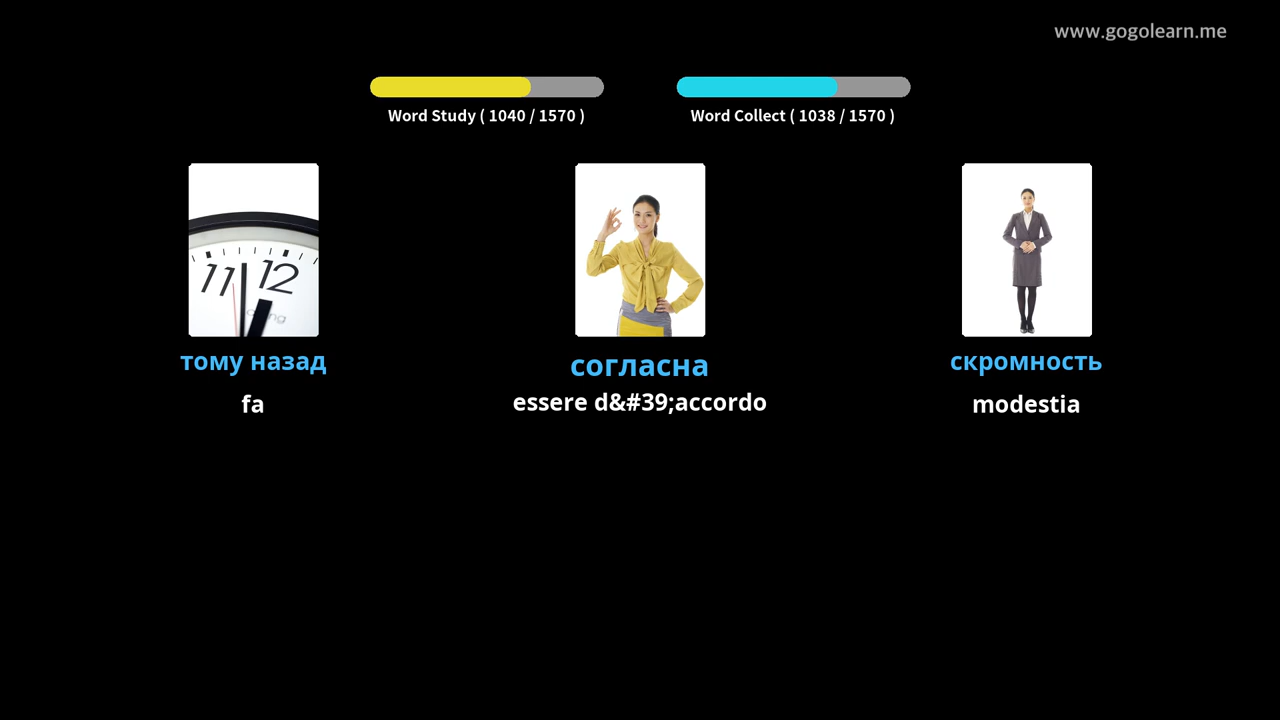 www.gogolearn.me
Word Study ( 1040 / 1570 )
Word Collect ( 1038 / 1570 )
11 12
тому назад
согласна
скромность
fa
essere d&#39;accordo
modestia